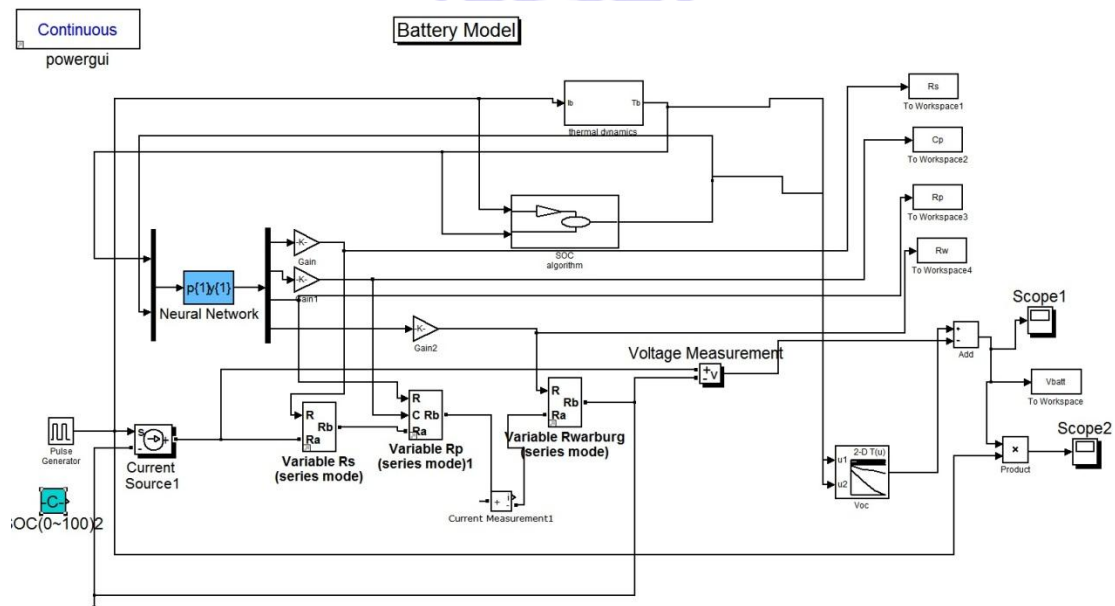 Continuous
powergui
Battery Model
Ib
Tb
thermal dynamics
Rs
To Workspace1
Cp
To Workspace2
Rp
To Workspace3
Rw
To Workspace4
SOC
algorithm
-K-
Gain
-K-
Gain1
p{1}y{1}
Neural Network
-K-
Gain2
Voltage Measurement
+
-
v
+
-
Add
Scope1
Vbatt
To Workspace
Scope2
×
Product
Pulse
Generator
S
+
-
Current
Source1
R
Ra
Rb
Variable Rs
(series mode)
R
C
Ra
Rb
Variable Rp
(series mode)1
R
Ra
Rb
Variable Rwarburg
(series mode)
+
i
-
Current Measurement1
2-D T(u)
u1
u2
Voc
-C-
SOC(0~100)2